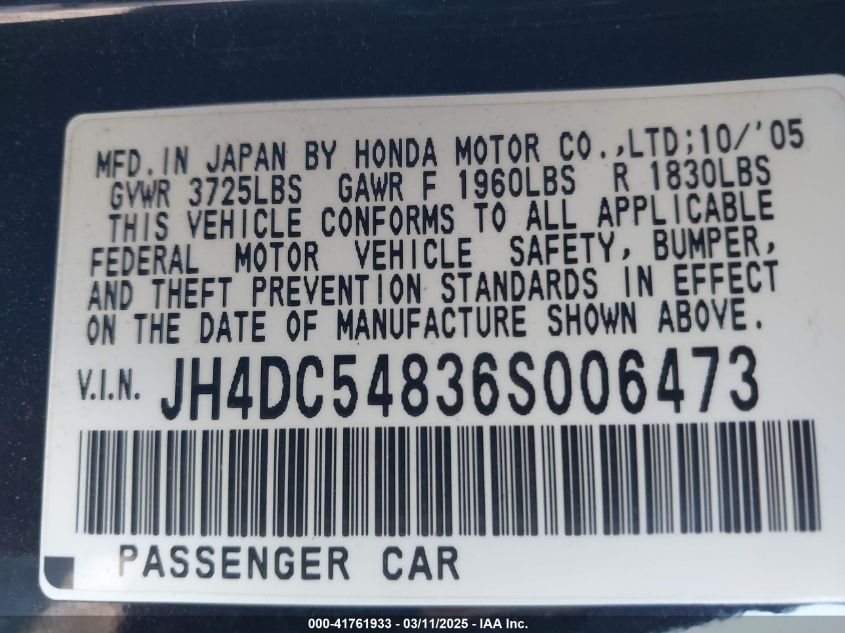 MFD. IN JAPAN BY HONDA MOTOR CO.,LTD;10/'05
GVWR 3725LBS GAWR F 1960LBS R 1830LBS
THIS VEHICLE CONFORMS TO ALL APPLICABLE
FEDERAL MOTOR VEHICLE SAFETY, BUMPER,
AND THEFT PREVENTION STANDARDS IN EFFECT
ON THE DATE OF MANUFACTURE SHOWN ABOVE.
V.I.N. JH4DC54836S006473
PASSENGER CAR
000-41761933 - 03/11/2025 - IAA Inc.